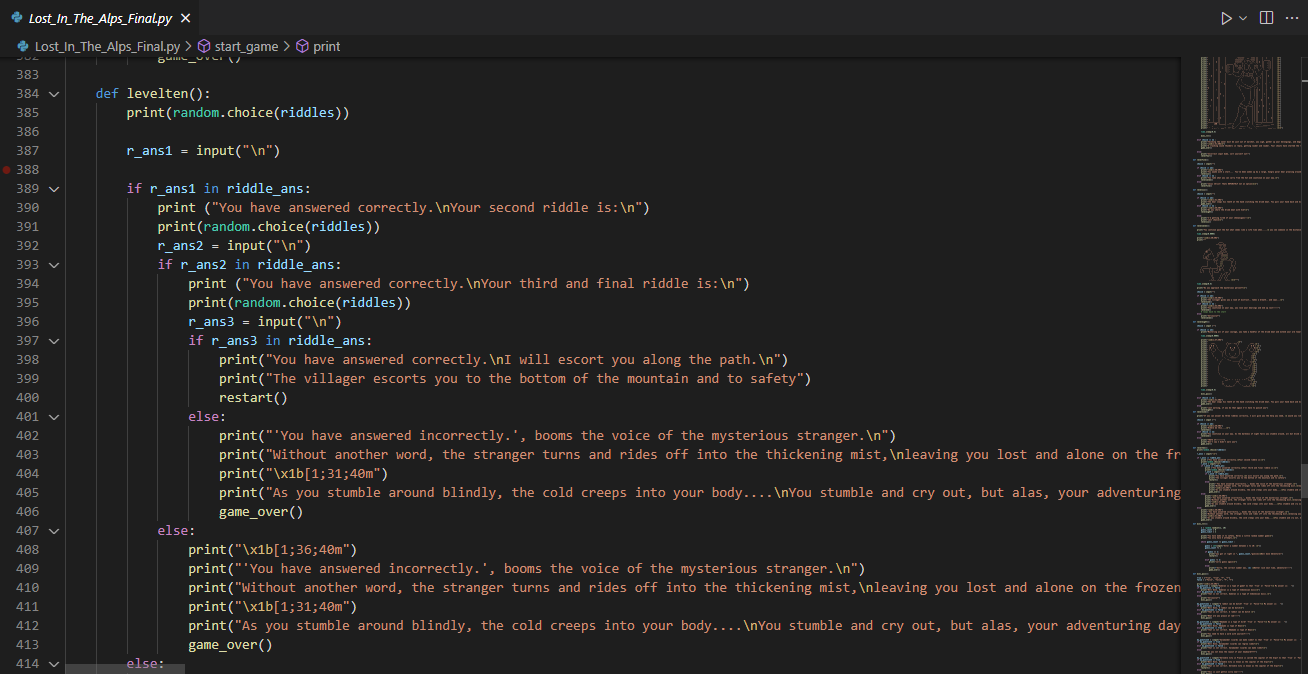 Lost_In_The_Alps_Final.py
Lost_In_The_Alps_Final.py > start_game > print
382 game_over()
383
384 def levelten():
385 print(random.choice(riddles))
386
387 r_ans1 = input("\n")
388
389 if r_ans1 in riddle_ans:
390 print ("You have answered correctly.\nYour second riddle is:\n")
391 print(random.choice(riddles))
392 r_ans2 = input("\n")
393 if r_ans2 in riddle_ans:
394 print ("You have answered correctly.\nYour third and final riddle is:\n")
395 print(random.choice(riddles))
396 r_ans3 = input("\n")
397 if r_ans3 in riddle_ans:
398 print("You have answered correctly.\nI will escort you along the path.\n")
399 print("The villager escorts you to the bottom of the mountain and to safety")
400 restart()
401 else:
402 print("'You have answered incorrectly.', booms the voice of the mysterious stranger.\n")
403 print("Without another word, the stranger turns and rides off into the thickening mist,\nleaving you lost and alone on the fr
404 print("\x1b[1;31;40m")
405 print("As you stumble around blindly, the cold creeps into your body....\nYou stumble and cry out, but alas, your adventuring
406 game_over()
407 else:
408 print("\x1b[1;36;40m")
409 print("'You have answered incorrectly.', booms the voice of the mysterious stranger.\n")
410 print("Without another word, the stranger turns and rides off into the thickening mist,\nleaving you lost and alone on the frozen
411 print("\x1b[1;31;40m")
412 print("As you stumble around blindly, the cold creeps into your body....\nYou stumble and cry out, but alas, your adventuring day
413 game_over()
414 else: